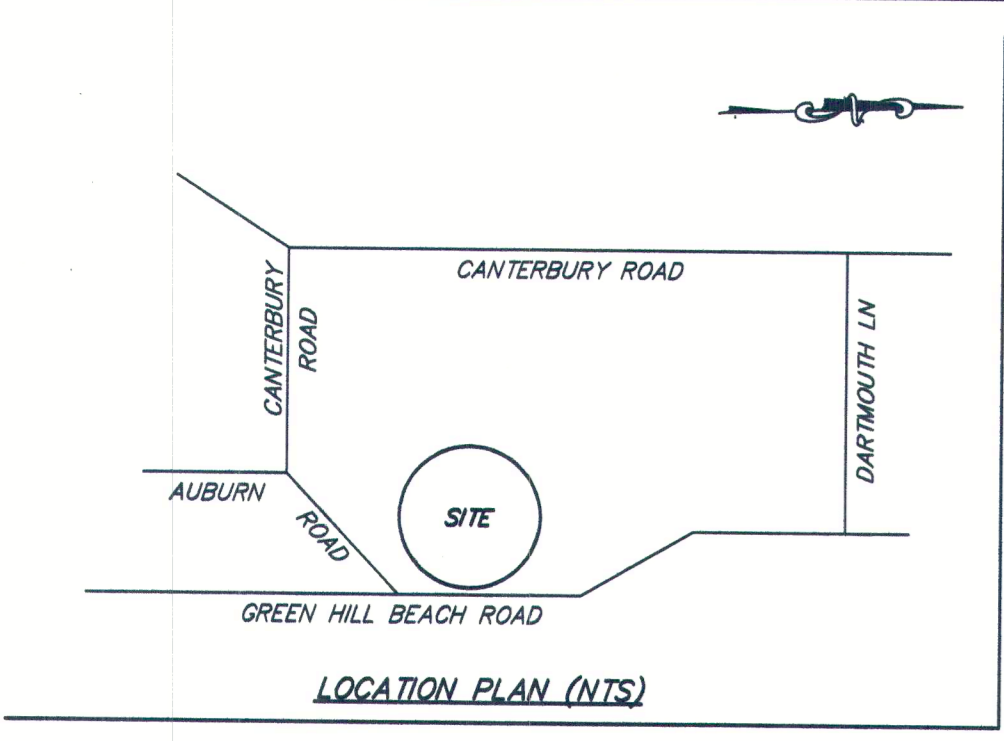 CANTERBURY ROAD
CANTERBURY
ROAD
DARTMOUTH LN
AUBURN
ROAD
SITE
GREEN HILL BEACH ROAD
LOCATION PLAN (NTS)